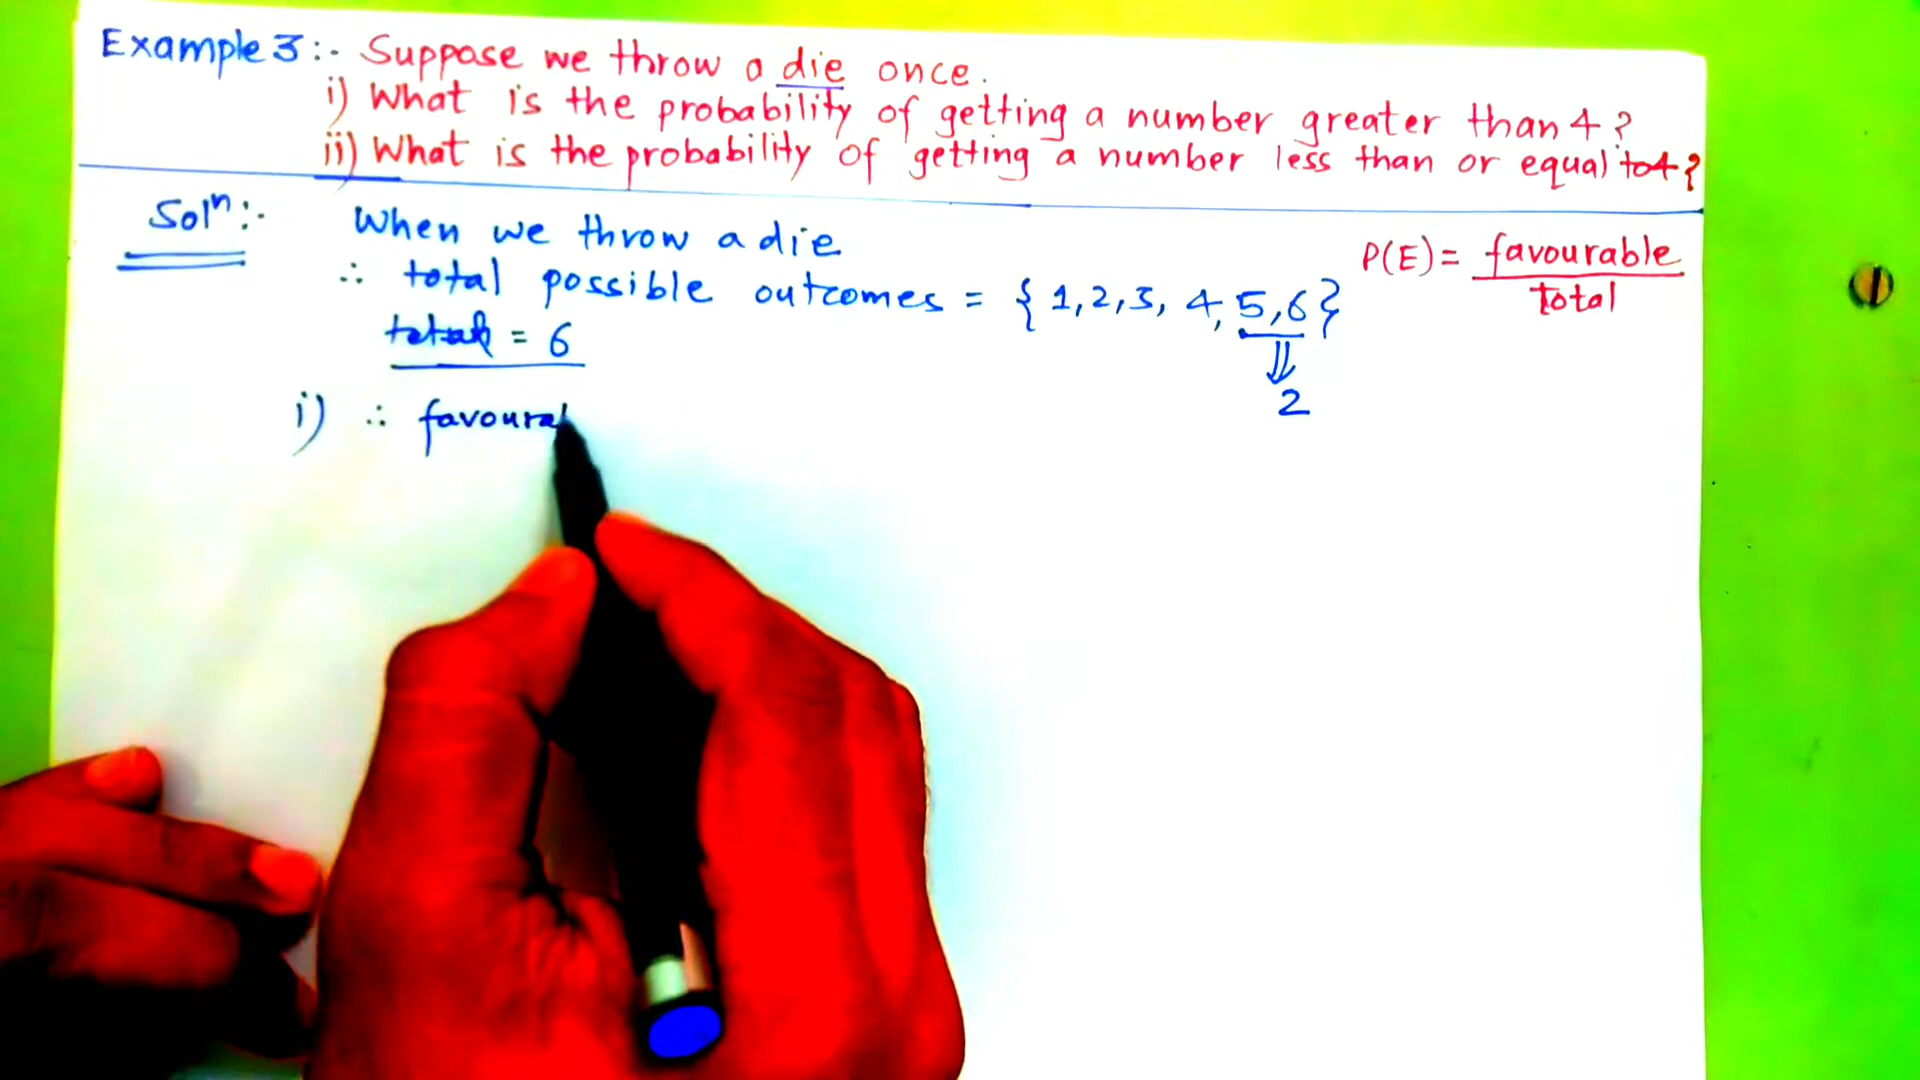 Example 3:- Suppose we throw a die once.
i) What is the probability of getting a number greater than 4?
ii) What is the probability of getting a number less than or equal to 4?
Solⁿ:- When we throw a die
∴ total possible outcomes = {1,2,3, 4, 5,6}
P(E) = favourable
total
= 6
2
i) ∴ favoural